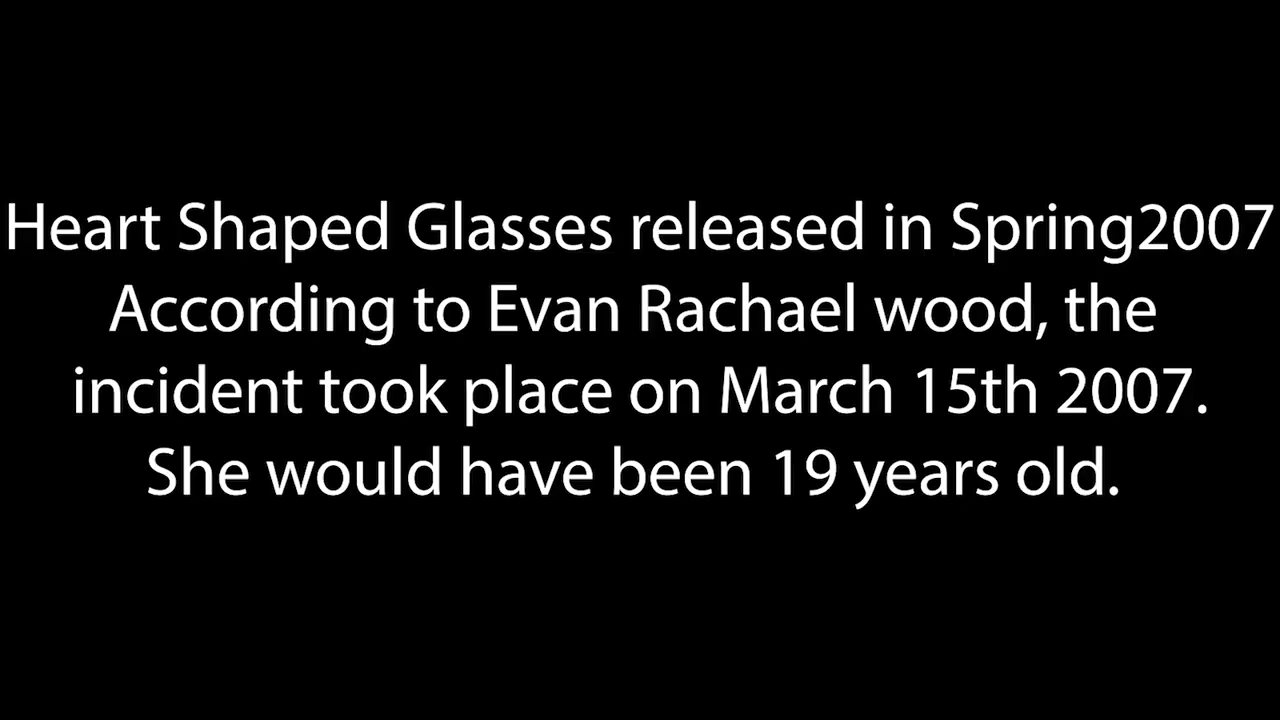 Heart Shaped Glasses released in Spring2007
According to Evan Rachael wood, the
incident took place on March 15th 2007.
She would have been 19 years old.